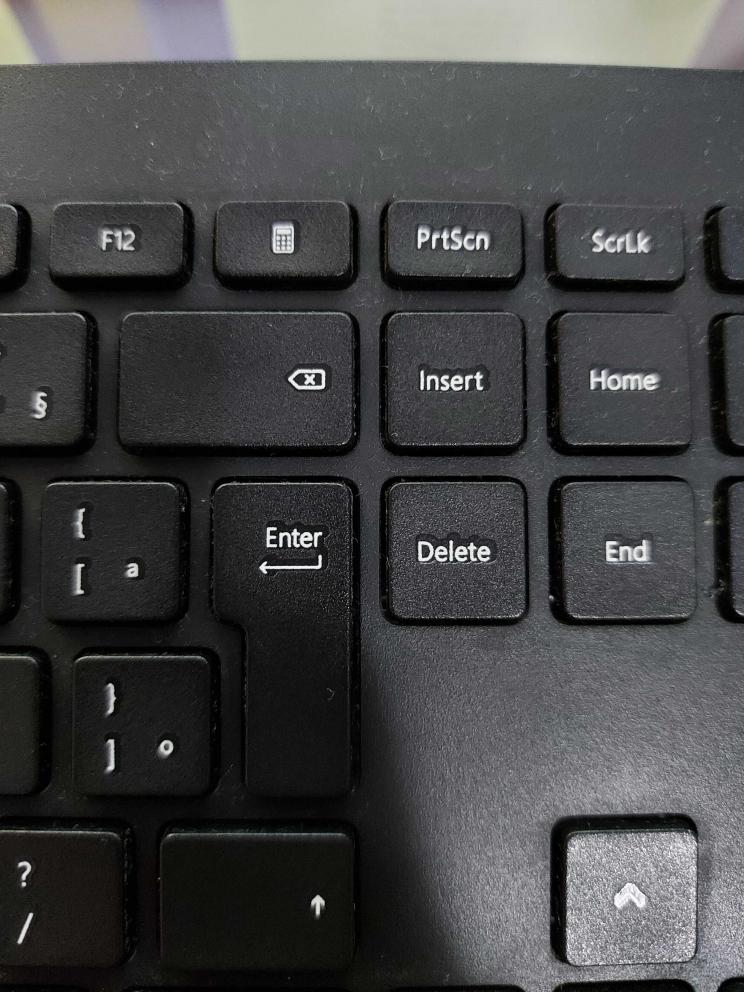 F12 PrtScn ScrLk
§ Insert Home
{
[ a Enter Delete End
}
] º
?
/